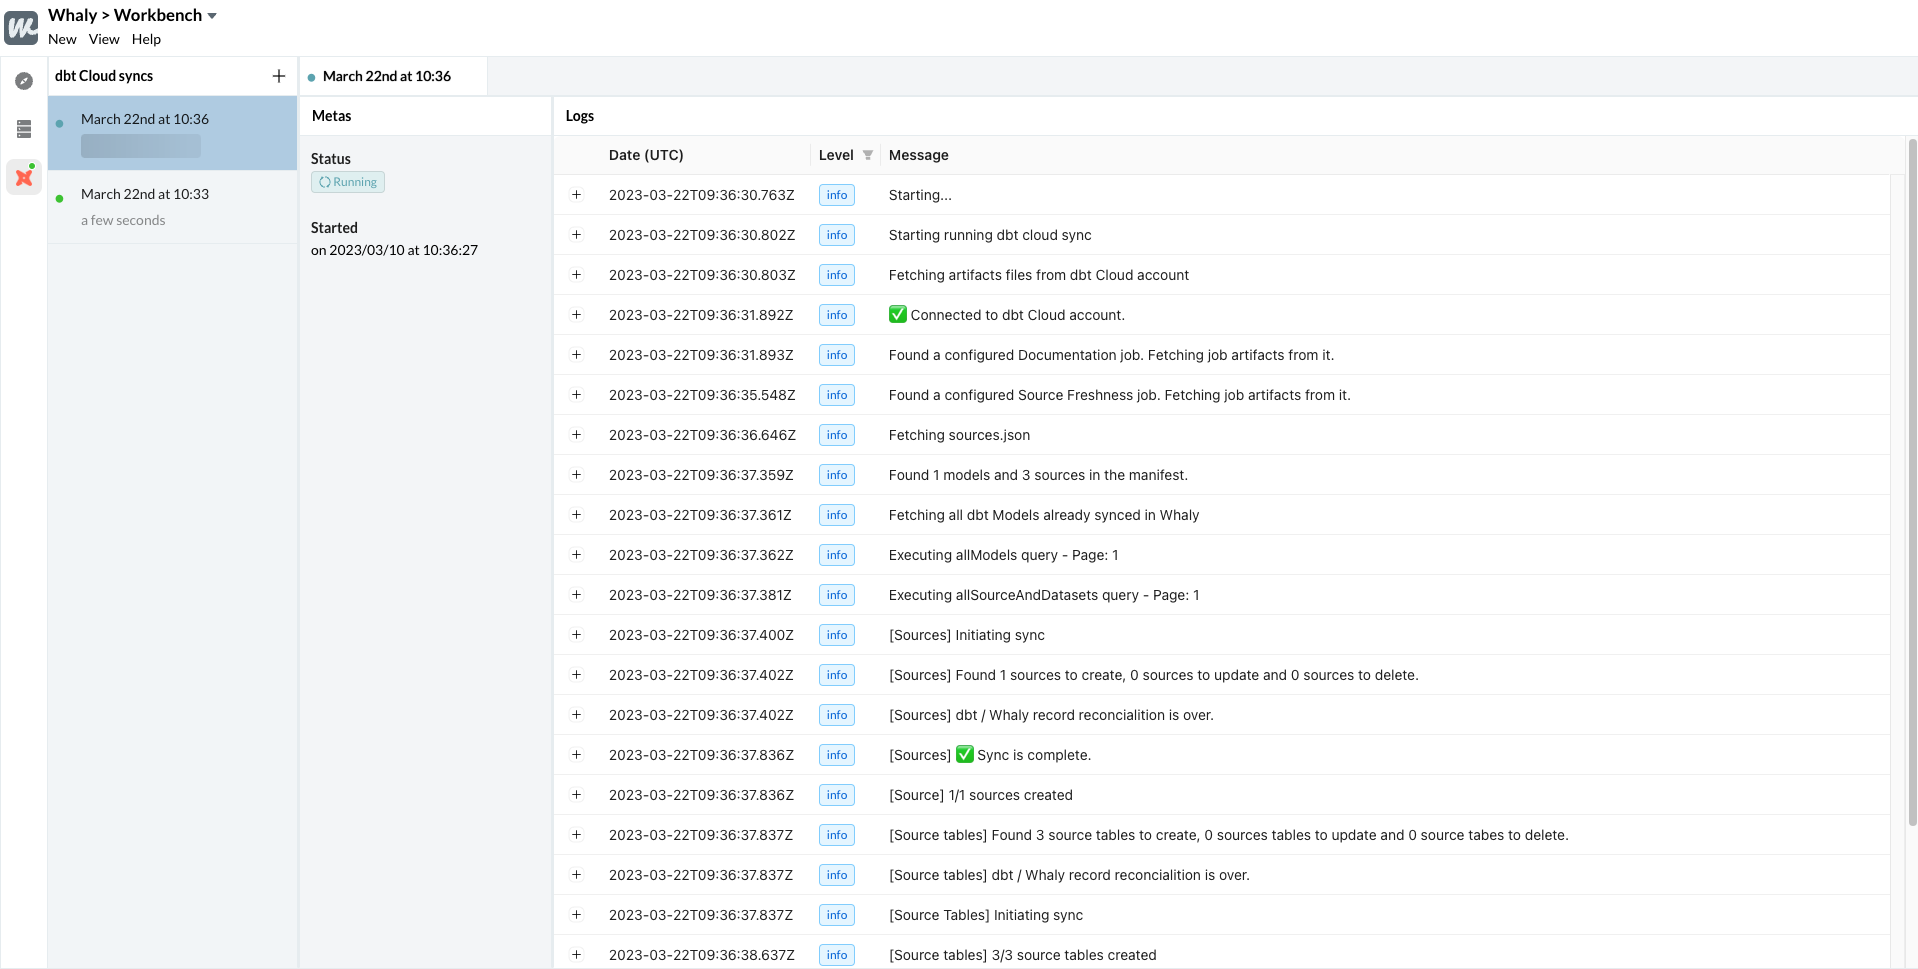 Whaly > Workbench
New View Help
dbt Cloud syncs
March 22nd at 10:36
March 22nd at 10:33
a few seconds
March 22nd at 10:36
Metas
Status
Running
Started
on 2023/03/10 at 10:36:27
Logs
Date (UTC) Level Message
2023-03-22T09:36:30.763Z info Starting...
2023-03-22T09:36:30.802Z info Starting running dbt cloud sync
2023-03-22T09:36:30.803Z info Fetching artifacts files from dbt Cloud account
2023-03-22T09:36:31.892Z info ✅ Connected to dbt Cloud account.
2023-03-22T09:36:31.893Z info Found a configured Documentation job. Fetching job artifacts from it.
2023-03-22T09:36:35.548Z info Found a configured Source Freshness job. Fetching job artifacts from it.
2023-03-22T09:36:36.646Z info Fetching sources.json
2023-03-22T09:36:37.359Z info Found 1 models and 3 sources in the manifest.
2023-03-22T09:36:37.361Z info Fetching all dbt Models already synced in Whaly
2023-03-22T09:36:37.362Z info Executing allModels query - Page: 1
2023-03-22T09:36:37.381Z info Executing allSourceAndDatasets query - Page: 1
2023-03-22T09:36:37.400Z info [Sources] Initiating sync
2023-03-22T09:36:37.402Z info [Sources] Found 1 sources to create, 0 sources to update and 0 sources to delete.
2023-03-22T09:36:37.402Z info [Sources] dbt / Whaly record reconcialition is over.
2023-03-22T09:36:37.836Z info [Sources] ✅ Sync is complete.
2023-03-22T09:36:37.836Z info [Source] 1/1 sources created
2023-03-22T09:36:37.837Z info [Source tables] Found 3 source tables to create, 0 sources tables to update and 0 source tabes to delete.
2023-03-22T09:36:37.837Z info [Source tables] dbt / Whaly record reconcialition is over.
2023-03-22T09:36:37.837Z info [Source Tables] Initiating sync
2023-03-22T09:36:38.637Z info [Source tables] 3/3 source tables created